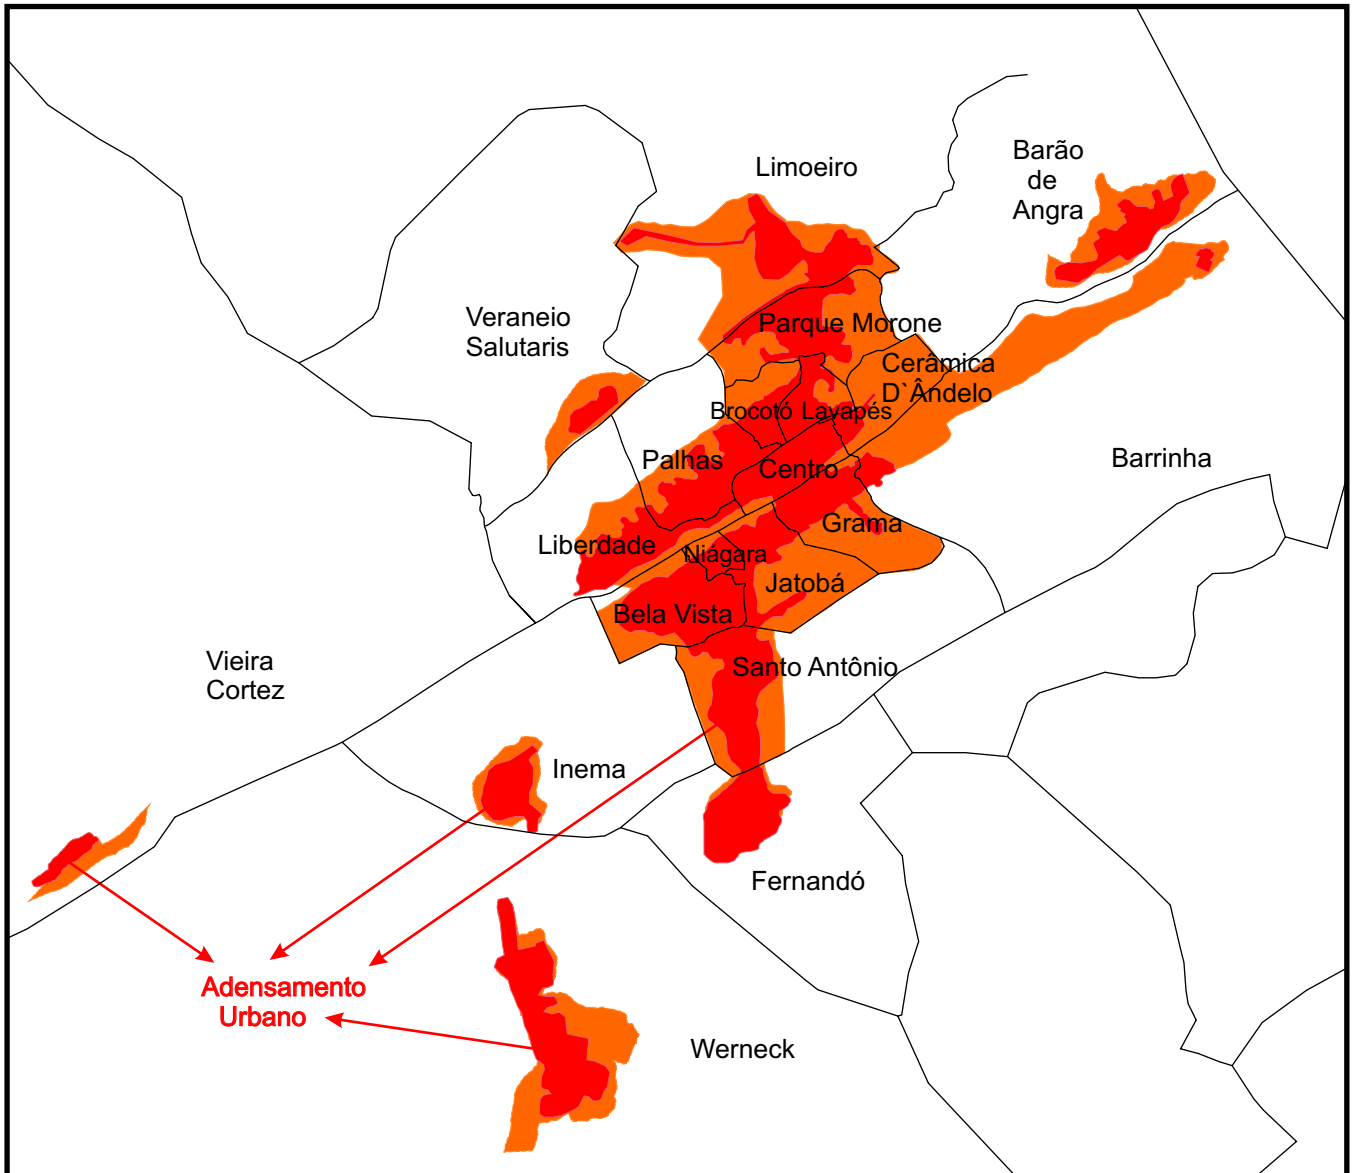 Limoeiro
Barão
de
Angra
Veraneio
Salutaris
Parque Morone
Cerâmica
D`Ândelo
Brocotó
Lavapés
Palhas
Centro
Barrinha
Grama
Liberdade
Niágara
Jatobá
Bela Vista
Santo Antônio
Vieira
Cortez
Inema
Fernandó
Adensamento
Urbano
Werneck